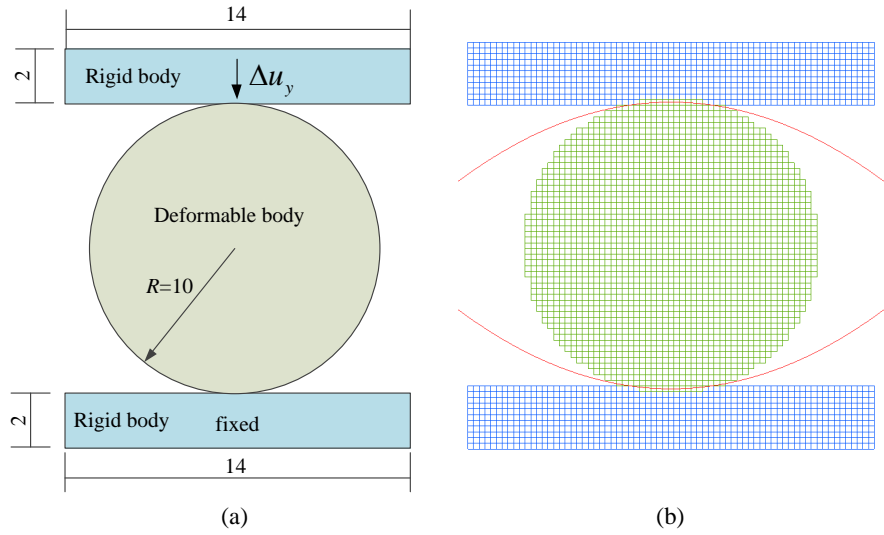 14
2
Rigid body
Δu_y
Deformable body
R=10
2
Rigid body
fixed
14
(a)
(b)